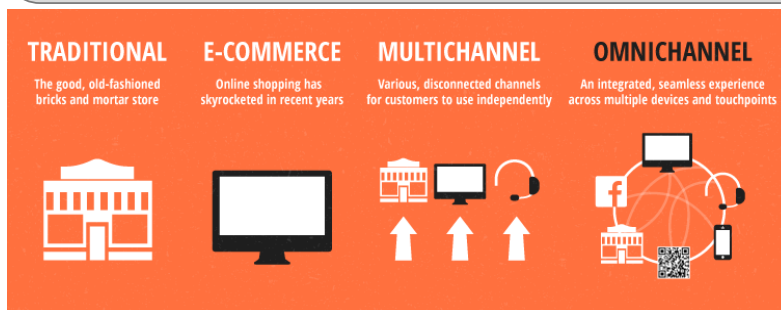 TRADITIONAL
The good, old-fashioned
bricks and mortar store
E-COMMERCE
Online shopping has
skyrocketed in recent years
MULTICHANNEL
Various, disconnected channels
for customers to use independently
OMNICHANNEL
An integrated, seamless experience
across multiple devices and touchpoints
f